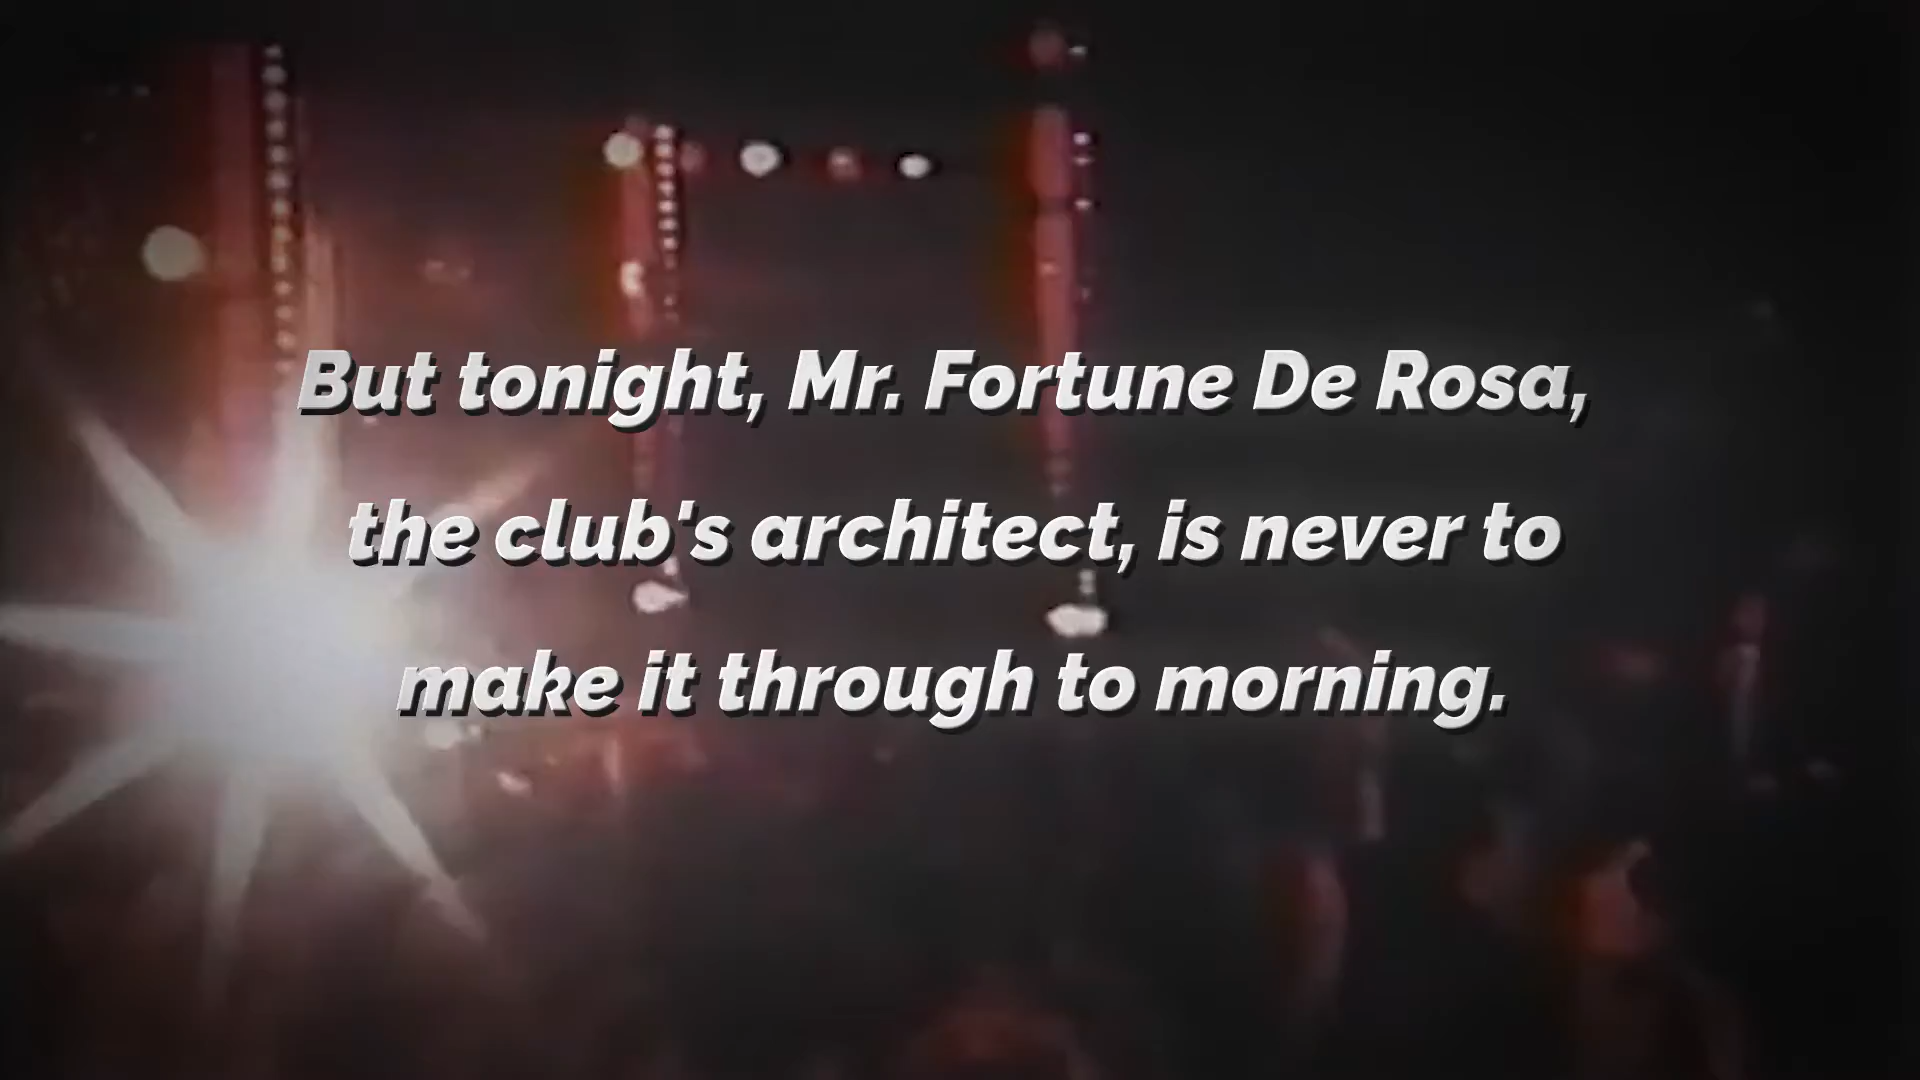 But tonight, Mr. Fortune De Rosa,
the club's architect, is never to
make it through to morning.